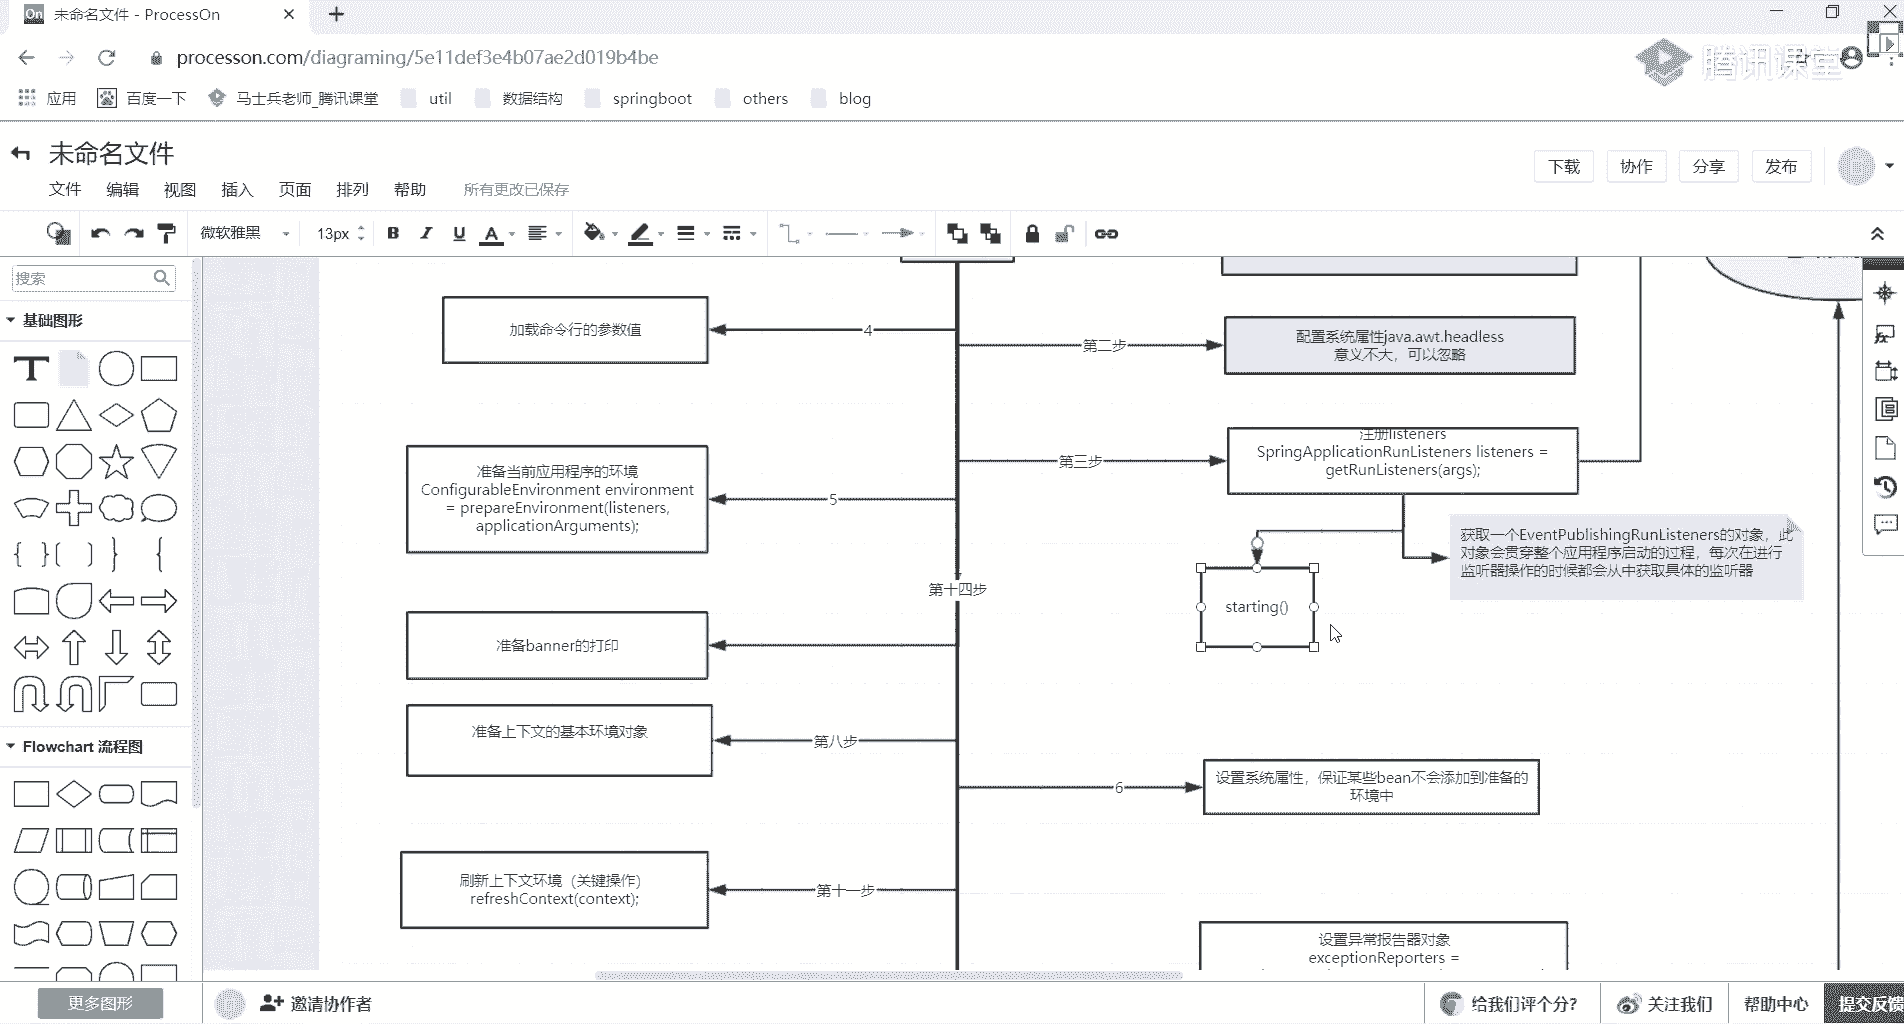 On 未命名文件 - ProcessOn
processon.com/diagraming/5e11def3e4b07ae2d019b4be
腾讯课堂
应用 百度一下 马士兵老师_腾讯课堂 util 数据结构 springboot others blog
未命名文件
下载 协作 分享 发布
文件 编辑 视图 插入 页面 排列 帮助 所有更改已保存
微软雅黑 13px B I U A
搜索
基础图形
Flowchart 流程图
更多图形
加载命令行的参数值
4
第二步
配置系统属性java.awt.headless
意义不大，可以忽略
第三步
注册listeners
SpringApplicationRunListeners listeners =
getRunListeners(args);
准备当前应用程序的环境
ConfigurableEnvironment environment
= prepareEnvironment(listeners,
applicationArguments);
5
获取一个EventPublishingRunListeners的对象，此
对象会贯穿整个应用程序启动的过程，每次在进行
监听器操作的时候都会从中获取具体的监听器
第十四步
starting()
准备banner的打印
准备上下文的基本环境对象
第八步
6
设置系统属性，保证某些bean不会添加到准备的
环境中
刷新上下文环境（关键操作）
refreshContext(context);
第十一步
设置异常报告器对象
exceptionReporters =
邀请协作者
给我们评个分? 关注我们 帮助中心 提交反馈